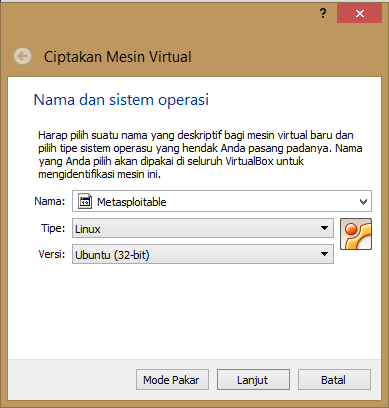 ?
Ciptakan Mesin Virtual
Nama dan sistem operasi
Harap pilih suatu nama yang deskriptif bagi mesin virtual baru dan
pilih tipe sistem operasu yang hendak Anda pasang padanya. Nama
yang Anda pilih akan dipakai di seluruh VirtualBox untuk
mengidentifikasi mesin ini.
Nama: Metasploitable
Tipe: Linux
Versi: Ubuntu (32-bit)
Mode Pakar Lanjut Batal